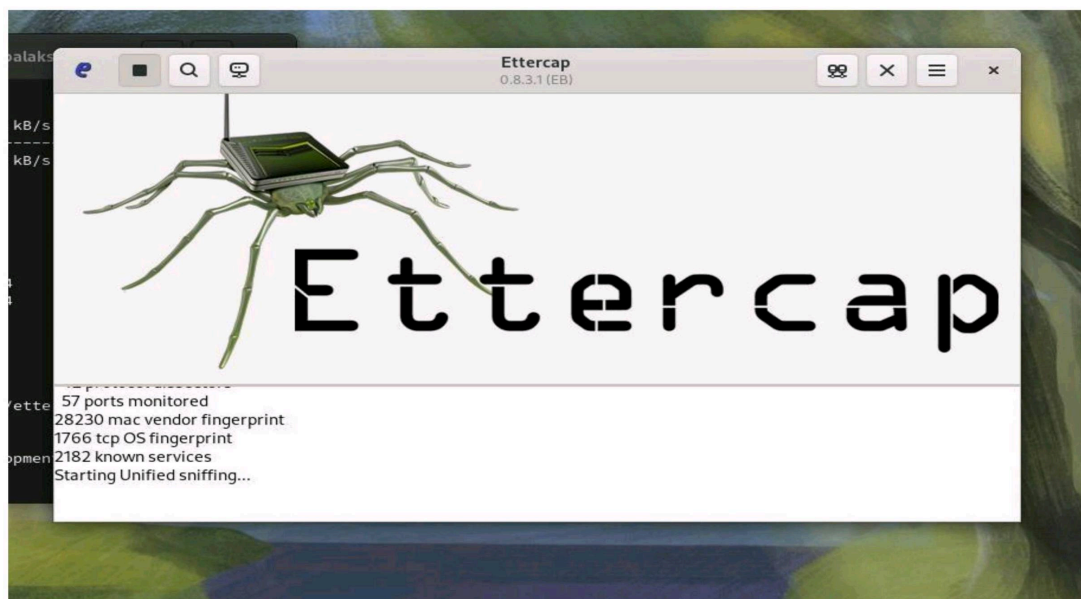 palaks
Ettercap
0.8.3.1 (EB)
kB/s
kB/s
Ettercap
57 ports monitored
/ette
28230 mac vendor fingerprint
1766 tcp OS fingerprint
opmen
2182 known services
Starting Unified sniffing...